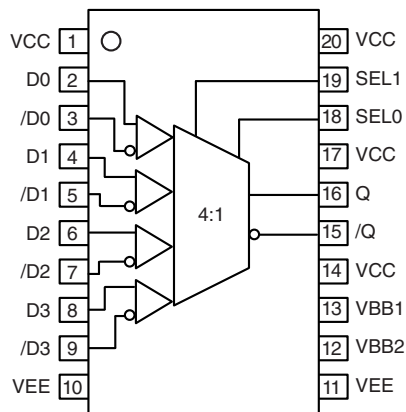 VCC 1 20 VCC
D0 2 19 SEL1
/D0 3 18 SEL0
D1 4 17 VCC
/D1 5 16 Q
D2 6 15 /Q
/D2 7 14 VCC
D3 8 13 VBB1
/D3 9 12 VBB2
VEE 10 11 VEE
4:1